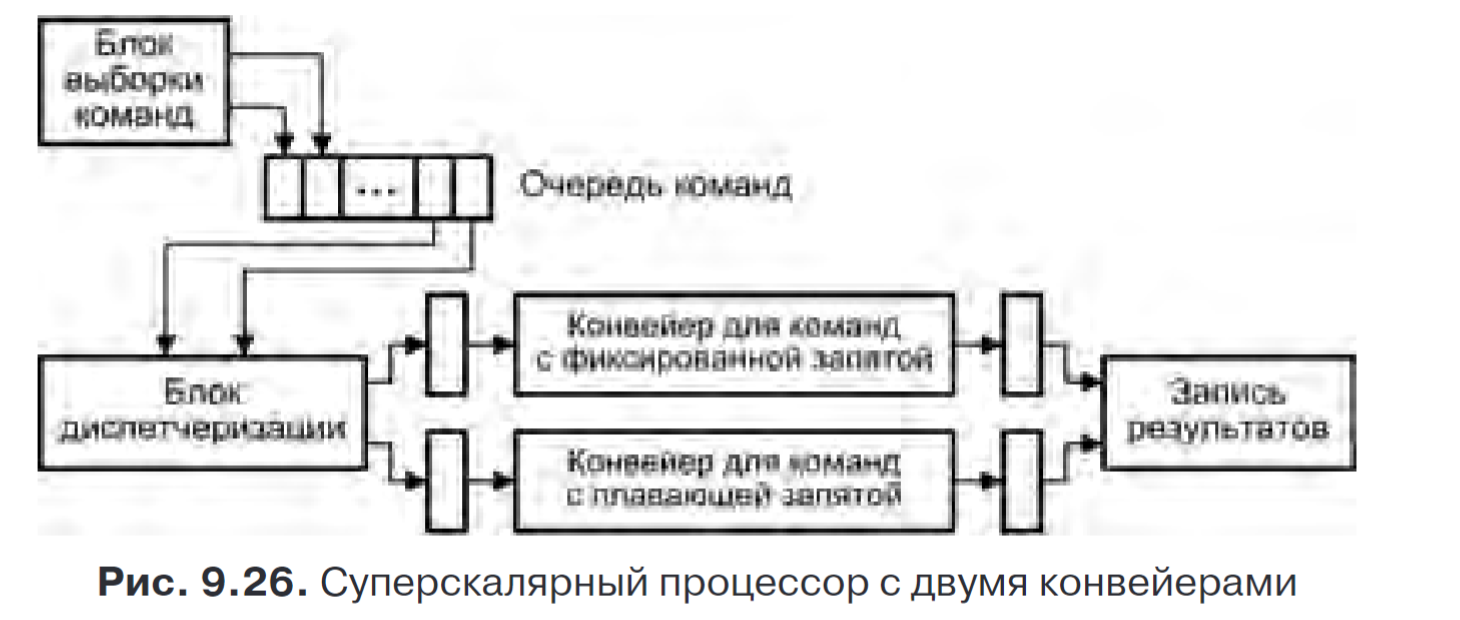 Блок
выборки
команд
...
Очередь команд
Конвейер для команд
с фиксированной запятой
Блок
диспетчеризации
Запись
результатов
Конвейер для команд
с плавающей запятой
Рис. 9.26. Суперскалярный процессор с двумя конвейерами